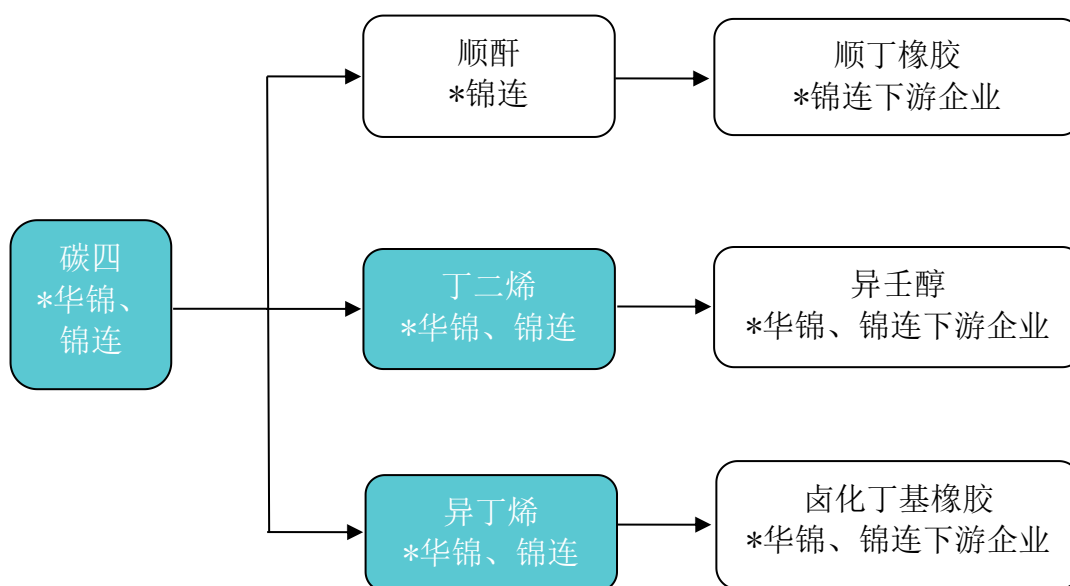 顺酐
*锦连
顺丁橡胶
*锦连下游企业
碳四
*华锦、
锦连
丁二烯
*华锦、锦连
异壬醇
*华锦、锦连下游企业
异丁烯
*华锦、锦连
卤化丁基橡胶
*华锦、锦连下游企业